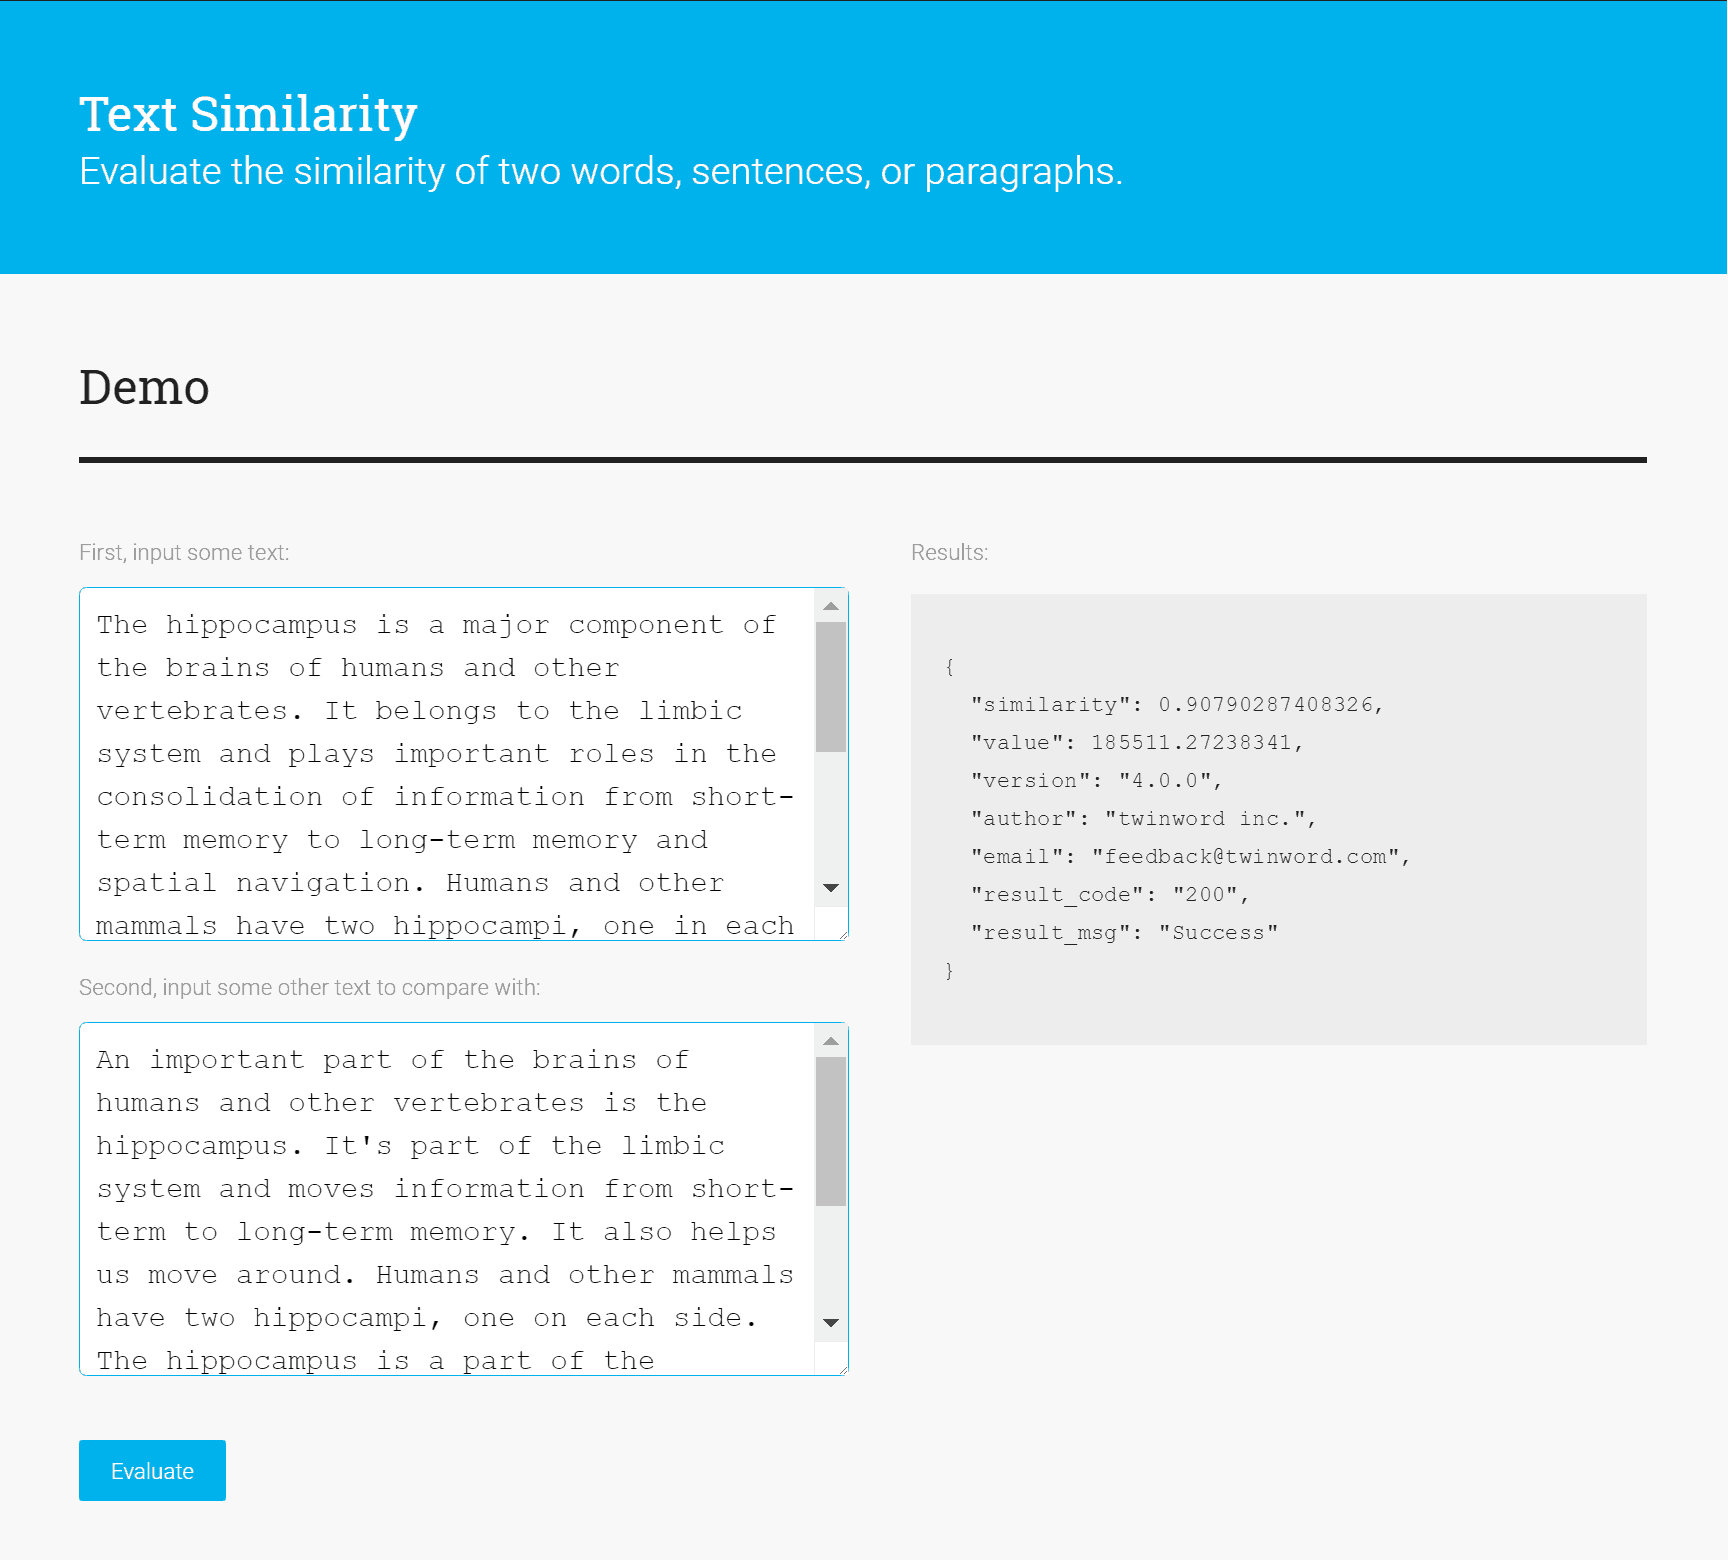 Text Similarity
Evaluate the similarity of two words, sentences, or paragraphs.
Demo
First, input some text:
The hippocampus is a major component of
the brains of humans and other
vertebrates. It belongs to the limbic
system and plays important roles in the
consolidation of information from short-
term memory to long-term memory and
spatial navigation. Humans and other
mammals have two hippocampi, one in each
Second, input some other text to compare with:
An important part of the brains of
humans and other vertebrates is the
hippocampus. It's part of the limbic
system and moves information from short-
term to long-term memory. It also helps
us move around. Humans and other mammals
have two hippocampi, one on each side.
The hippocampus is a part of the
Evaluate
Results:
{
"similarity": 0.90790287408326,
"value": 185511.27238341,
"version": "4.0.0",
"author": "twinword inc.",
"email": "feedback@twinword.com",
"result_code": "200",
"result_msg": "Success"
}